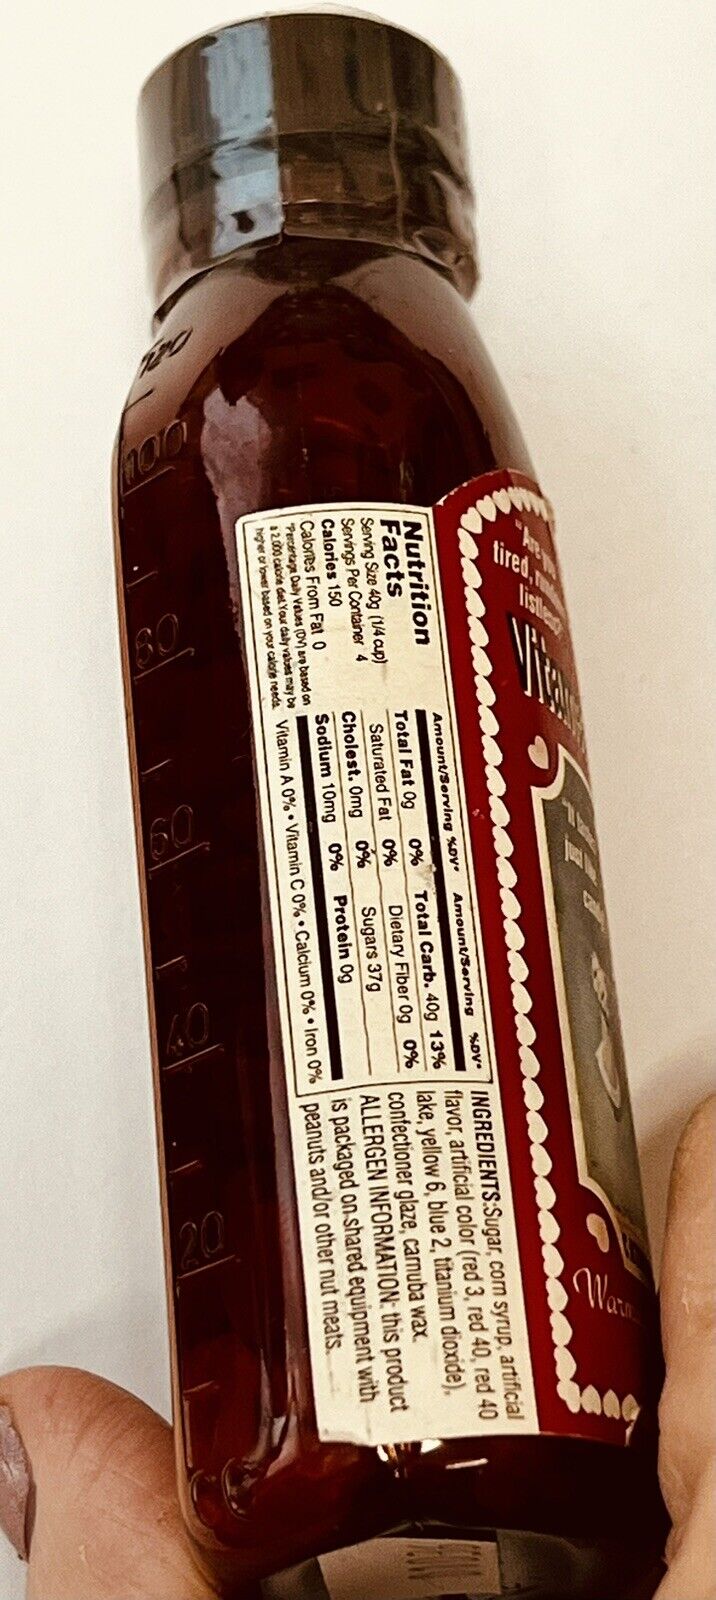 Nutrition
Facts
Serving Size 40g (1/4 cup)
Servings Per Container 4
Calories 150
Calories From Fat 0
*Percentage Daily Values (DV) are based on
a 2,000 calorie diet. Your daily values may be
higher or lower based on your calorie needs.
Amount/Serving %DV* Amount/Serving %DV*
Total Fat 0g 0% Total Carb. 40g 13%
Saturated Fat 0% Dietary Fiber 0g 0%
Cholest. 0mg 0% Sugars 37g
Sodium 10mg 0% Protein 0g
Vitamin A 0% • Vitamin C 0% • Calcium 0% • Iron 0%
INGREDIENTS:Sugar, corn syrup, artificial
flavor, artificial color (red 3, red 40, red 40
lake, yellow 6, blue 2, titanium dioxide),
confectioner glaze, carnuba wax.
ALLERGEN INFORMATION: this product
is packaged on shared equipment with
peanuts and/or other nut meats.
"Are you
tired,
just
120
100
80
60
40
20